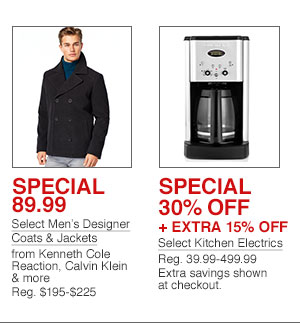 SPECIAL
89.99
Select Men's Designer
Coats & Jackets
from Kenneth Cole
Reaction, Calvin Klein
& more
Reg. $195-$225
SPECIAL
30% OFF
+ EXTRA 15% OFF
Select Kitchen Electrics
Reg. 39.99-499.99
Extra savings shown
at checkout.